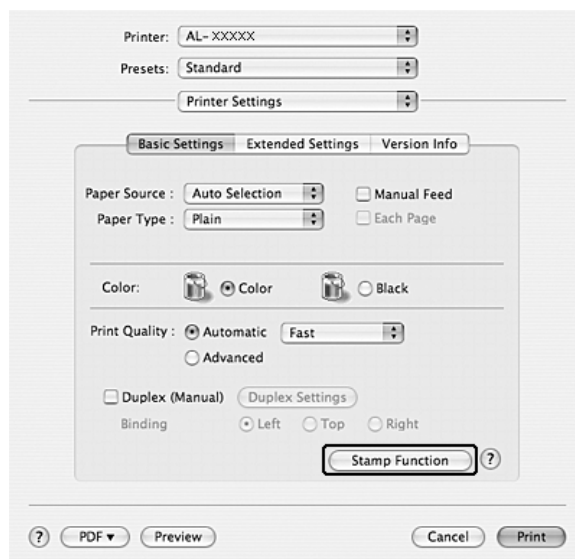 Printer: AL- XXXXX
Presets: Standard
Printer Settings
Basic Settings Extended Settings Version Info
Paper Source : Auto Selection Manual Feed
Paper Type : Plain Each Page
Color: Color Black
Print Quality : Automatic Fast
Advanced
Duplex (Manual) Duplex Settings
Binding Left Top Right
Stamp Function ?
? PDF▼ Preview Cancel Print